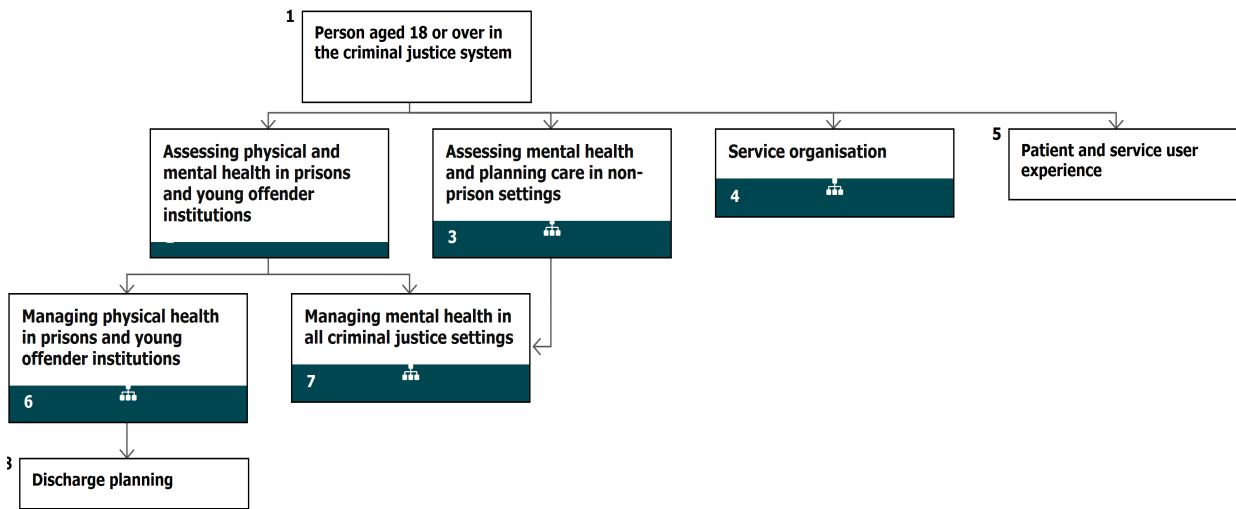 1
Person aged 18 or over in
the criminal justice system
Assessing physical and
mental health in prisons
and young offender
institutions
Assessing mental health
and planning care in non-
prison settings
3
Service organisation
4
5
Patient and service user
experience
Managing physical health
in prisons and young
offender institutions
6
Managing mental health in
all criminal justice settings
7
Discharge planning